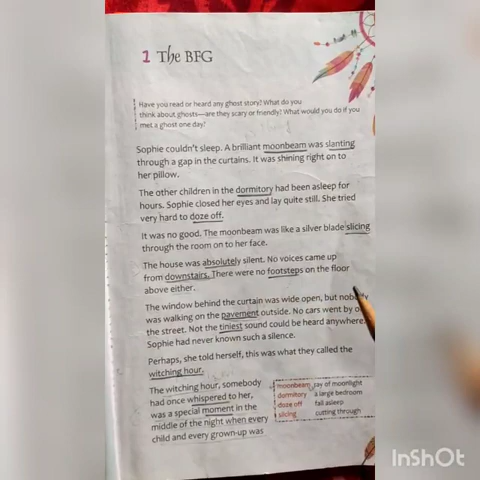 1 The BFG
Have you read or heard any ghost story? What do you
think about ghosts—are they scary or friendly? What would you do if you
met a ghost one day?
Sophie couldn't sleep. A brilliant moonbeam was slanting
through a gap in the curtains. It was shining right on to
her pillow.
The other children in the dormitory had been asleep for
hours. Sophie closed her eyes and lay quite still. She tried
very hard to doze off.
It was no good. The moonbeam was like a silver blade slicing
through the room on to her face.
The house was absolutely silent. No voices came up
from downstairs. There were no footsteps on the floor
above either.
The window behind the curtain was wide open, but nobody
was walking on the pavement outside. No cars went by o
the street. Not the tiniest sound could be heard anywhere.
Sophie had never known such a silence.
Perhaps, she told herself, this was what they called the
witching hour.
The witching hour, somebody
had once whispered to her,
was a special moment in the
middle of the night when every
child and every grown-up was
moonbeam ray of moonlight
dormitory a large bedroom
doze off fall asleep
slicing cutting through
InShOt